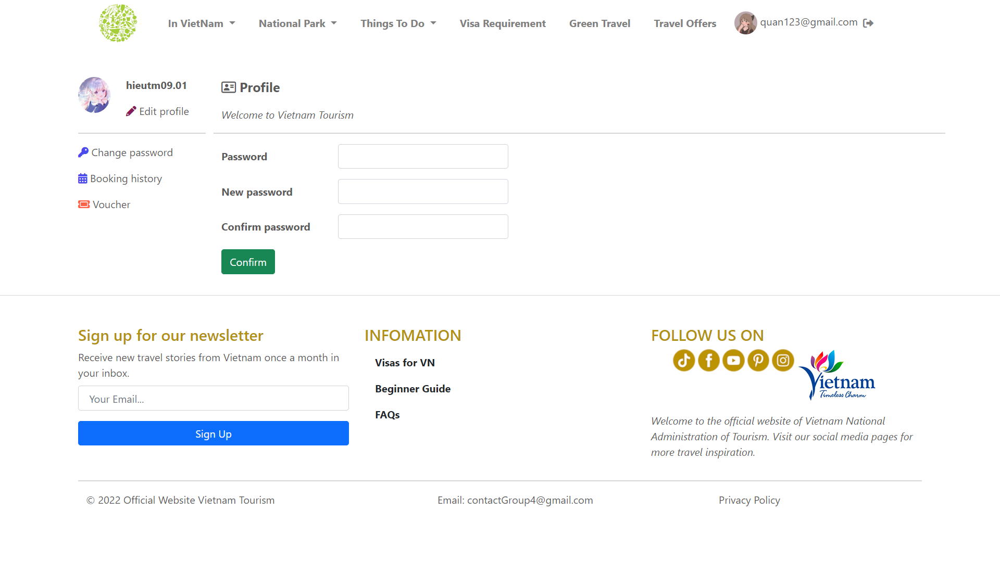 In VietNam
National Park
Things To Do
Visa Requirement
Green Travel
Travel Offers
quan123@gmail.com
hieutm09.01
Edit profile
Change password
Booking history
Voucher
Profile
Welcome to Vietnam Tourism
Password
New password
Confirm password
Confirm
Sign up for our newsletter
Receive new travel stories from Vietnam once a month in
your inbox.
Your Email...
Sign Up
INFOMATION
Visas for VN
Beginner Guide
FAQs
FOLLOW US ON
Vietnam
Timeless Charm
Welcome to the official website of Vietnam National
Administration of Tourism. Visit our social media pages for
more travel inspiration.
© 2022 Official Website Vietnam Tourism
Email: contactGroup4@gmail.com
Privacy Policy